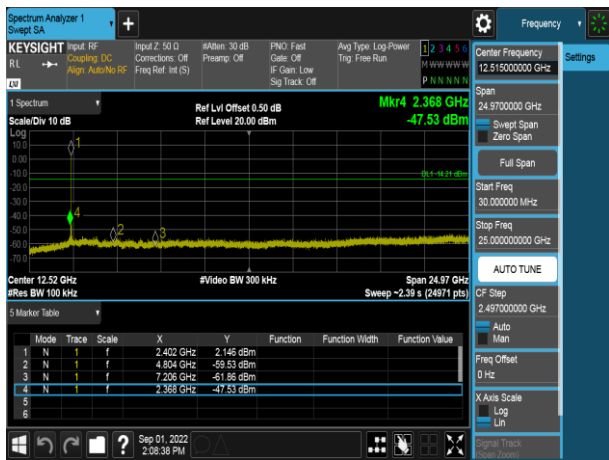 Spectrum Analyzer 1
Swept SA
Frequency
KEYSIGHT
RL
Input: RF
Coupling: DC
Align: Auto/No RF
Input Z: 50 Ω
Corrections: Off
Freq Ref: Int (S)
#Atten: 30 dB
Preamp: Off
PNO: Fast
Gate: Off
IF Gain: Low
Sig Track: Off
Avg Type: Log-Power
Trig: Free Run
1 2 3 4 5 6
M W W W W W
P N N N N N
1 Spectrum
Scale/Div 10 dB
Ref Lvl Offset 0.50 dB
Ref Level 20.00 dBm
Mkr4 2.368 GHz
-47.53 dBm
Log
10.0
0.00
-10.0
-20.0
-30.0
-40.0
-50.0
-60.0
-70.0
1
2
3
4
DL1 -14.21 dBm
Center 12.52 GHz
#Res BW 100 kHz
#Video BW 300 kHz
Span 24.97 GHz
Sweep ~2.39 s (24971 pts)
5 Marker Table
Mode Trace Scale X Y Function Function Width Function Value
1 N 1 f 2.402 GHz 2.146 dBm
2 N 1 f 4.804 GHz -59.53 dBm
3 N 1 f 7.206 GHz -61.86 dBm
4 N 1 f 2.368 GHz -47.53 dBm
5
6
?
Sep 01, 2022
2:08:38 PM
Center Frequency
12.515000000 GHz
Settings
Span
24.9700000 GHz
Swept Span
Zero Span
Full Span
Start Freq
30.000000 MHz
Stop Freq
25.000000000 GHz
AUTO TUNE
CF Step
2.497000000 GHz
Auto
Man
Freq Offset
0 Hz
X Axis Scale
Log
Lin
Signal Track
(Span Zoom)